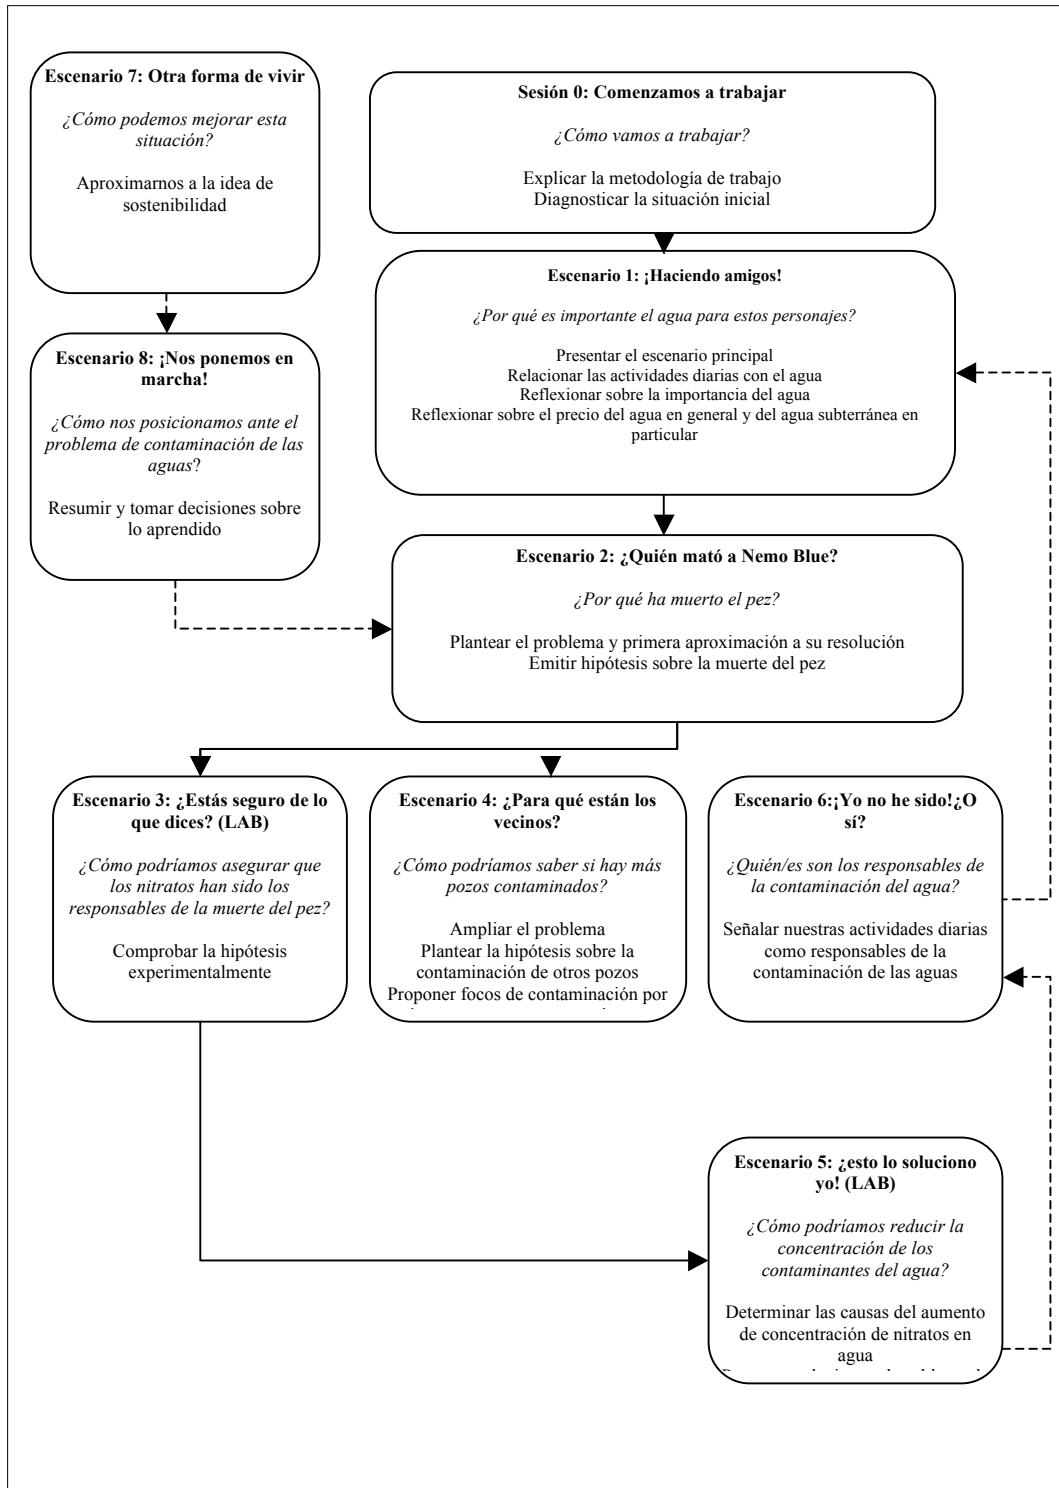 Escenario 7: Otra forma de vivir
¿Cómo podemos mejorar esta
situación?
Aproximarnos a la idea de
sostenibilidad
Sesión 0: Comenzamos a trabajar
¿Cómo vamos a trabajar?
Explicar la metodología de trabajo
Diagnosticar la situación inicial
Escenario 1: ¡Haciendo amigos!
¿Por qué es importante el agua para estos personajes?
Presentar el escenario principal
Relacionar las actividades diarias con el agua
Reflexionar sobre la importancia del agua
Reflexionar sobre el precio del agua en general y del agua subterránea en
particular
Escenario 8: ¡Nos ponemos en
marcha!
¿Cómo nos posicionamos ante el
problema de contaminación de las
aguas?
Resumir y tomar decisiones sobre
lo aprendido
Escenario 2: ¿Quién mató a Nemo Blue?
¿Por qué ha muerto el pez?
Plantear el problema y primera aproximación a su resolución
Emitir hipótesis sobre la muerte del pez
Escenario 3: ¿Estás seguro de lo
que dices? (LAB)
¿Cómo podríamos asegurar que
los nitratos han sido los
responsables de la muerte del pez?
Comprobar la hipótesis
experimentalmente
Escenario 4: ¿Para qué están los
vecinos?
¿Cómo podríamos saber si hay más
pozos contaminados?
Ampliar el problema
Plantear la hipótesis sobre la
contaminación de otros pozos
Proponer focos de contaminación por
Escenario 6:¡Yo no he sido!¿O
sí?
¿Quién/es son los responsables de
la contaminación del agua?
Señalar nuestras actividades diarias
como responsables de la
contaminación de las aguas
Escenario 5: ¿esto lo soluciono
yo! (LAB)
¿Cómo podríamos reducir la
concentración de los
contaminantes del agua?
Determinar las causas del aumento
de concentración de nitratos en
agua